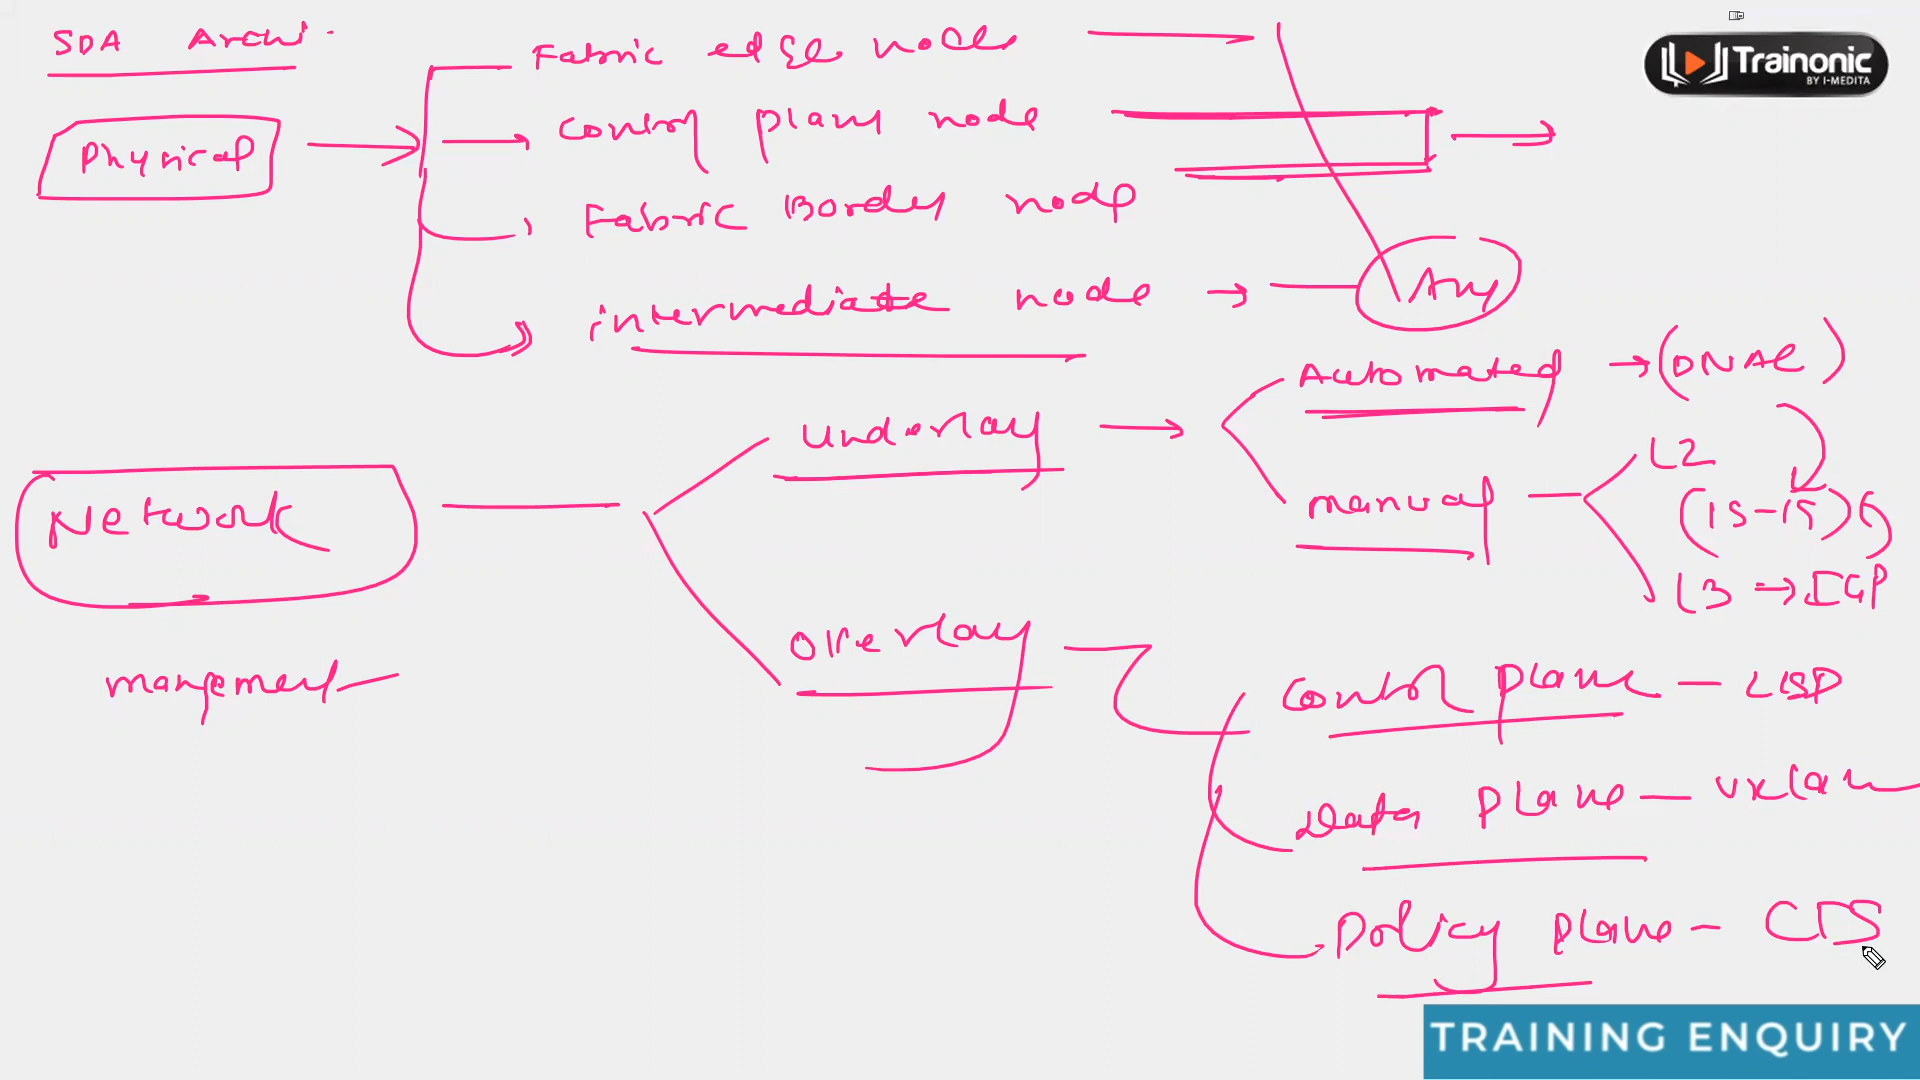 SDA Archi.
Trainonic
BY I-MEDITA
Physical
Fabric edge node
control plane node
Fabric Border node
intermediate node
Any
Network
underlay
Automated
(DNAC)
manual
L2
(IS-IS)
L3 → IGP
overlay
control plane - LISP
Data plane - vxlan
Policy plane - CTS
management
TRAINING ENQUIRY